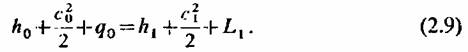 h₀ + c₀²/2 + q₀ = h₁ + c₁²/2 + L₁. (2.9)